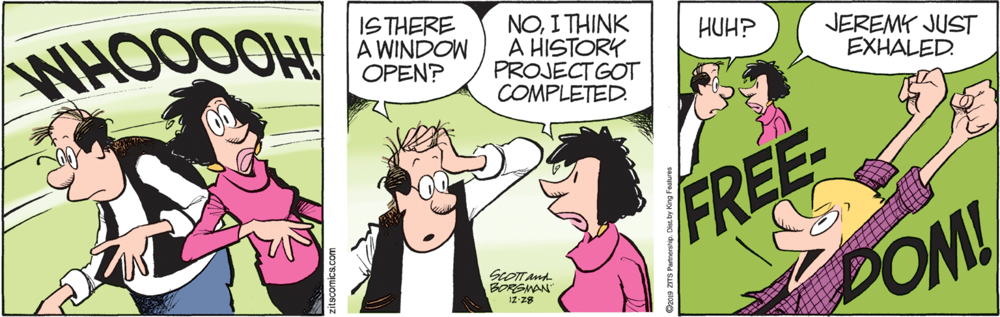 WHOOOOH!
zitscomics.com
IS THERE
A WINDOW
OPEN?
NO, I THINK
A HISTORY
PROJECT GOT
COMPLETED.
SCOTT and
BORGMAN
12·28
©2019 ZITS Partnership. Dist. by King Features
HUH?
JEREMY JUST
EXHALED.
FREE-
DOM!